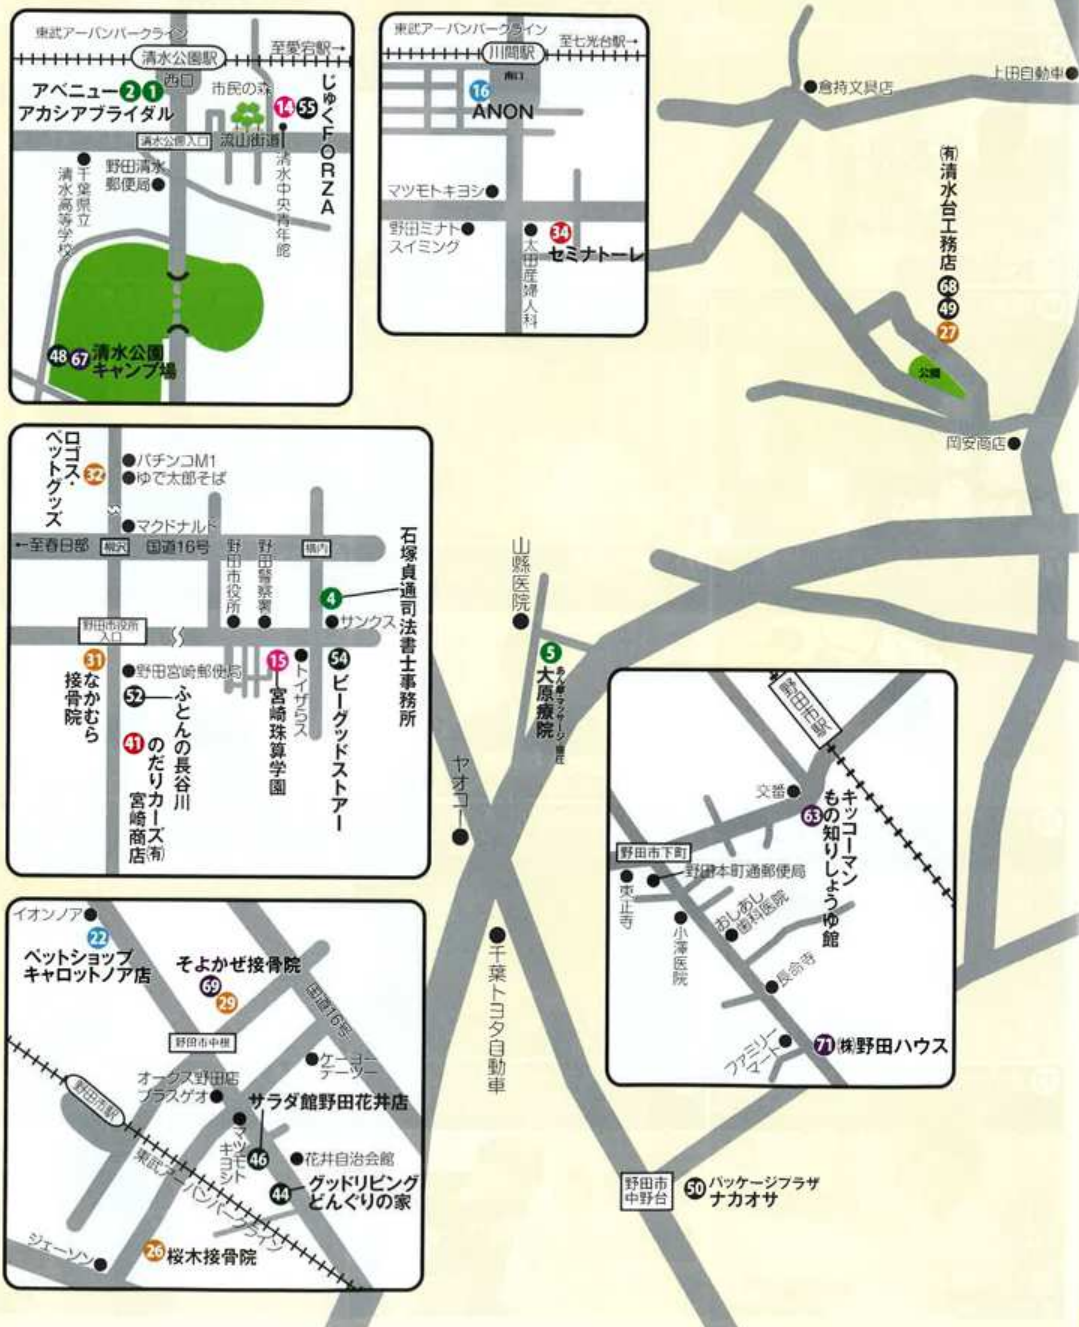 東武アーバンパークライン
清水公園駅
至愛宕駅→
西口
アベニュー
2
1
アカシアブライダル
市民の森
14
55
じゅくFORZA
清水公園入口
流山街道
清水中央青年館
千葉県立
清水高等学校
野田清水
郵便局
48
67
清水公園
キャンプ場
東武アーバンパークライン
川間駅
至七光台駅→
南口
16
ANON
マツモトキヨシ
野田ミナト
スイミング
太田産婦人科
34
セミナトーレ
倉持文具店
上田自動車
㈲清水台工務店
68
49
27
公園
岡安商店
ロゴス・
ペットグッズ
32
パチンコM1
ゆで太郎そば
マクドナルド
←至春日部
柳沢
国道16号
野田市役所
野田警察署
横内
石塚貞通司法書士事務所
4
サンクス
野田市役所
入口
31
なかむら
接骨院
野田宮崎郵便局
52
ふとんの長谷川
41
のだりカーズ㈲
宮崎商店
15
宮崎珠算学園
トイザらス
54
ビーグッドストアー
山縣医院
5
大原療院
あん摩・マッサージ・指圧
ヤオコー
千葉トヨタ自動車
野田市駅
交番
63
キッコーマン
もの知りしょうゆ館
野田市下町
野田本町通郵便局
東正寺
小澤医院
おしあし
歯科医院
長命寺
ファミリー
マート
71
㈱野田ハウス
イオンノア
22
ペットショップ
キャロットノア店
そよかぜ接骨院
69
29
国道16号
野田市中根
ケーヨー
デーツー
オークス野田店
プラスゲオ
野田市駅
サラダ館野田花井店
マツモト
キヨシ
46
花井自治会館
44
グッドリビング
どんぐりの家
東武アーバンパークライン
ジェーソン
26
桜木接骨院
野田市
中野台
50
パッケージプラザ
ナカオサ